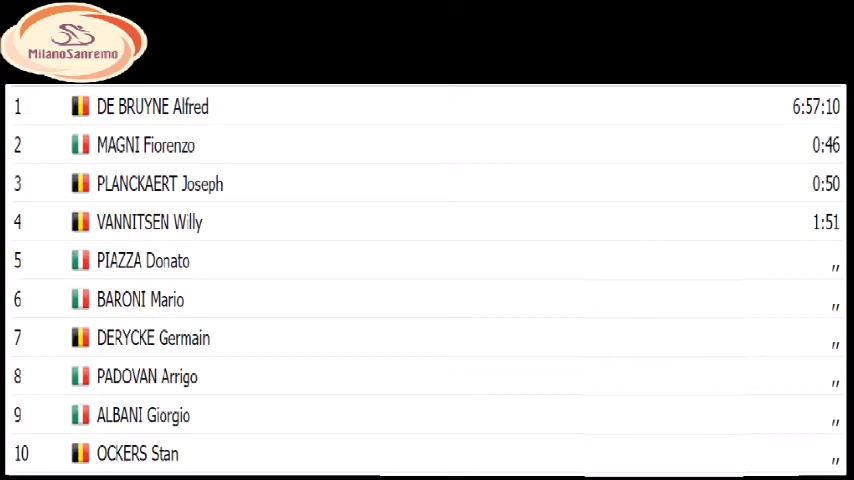 MilanoSanremo
1 DE BRUYNE Alfred 6:57:10
2 MAGNI Fiorenzo 0:46
3 PLANCKAERT Joseph 0:50
4 VANNITSEN Willy 1:51
5 PIAZZA Donato ,,
6 BARONI Mario ,,
7 DERYCKE Germain ,,
8 PADOVAN Arrigo ,,
9 ALBANI Giorgio ,,
10 OCKERS Stan ,,